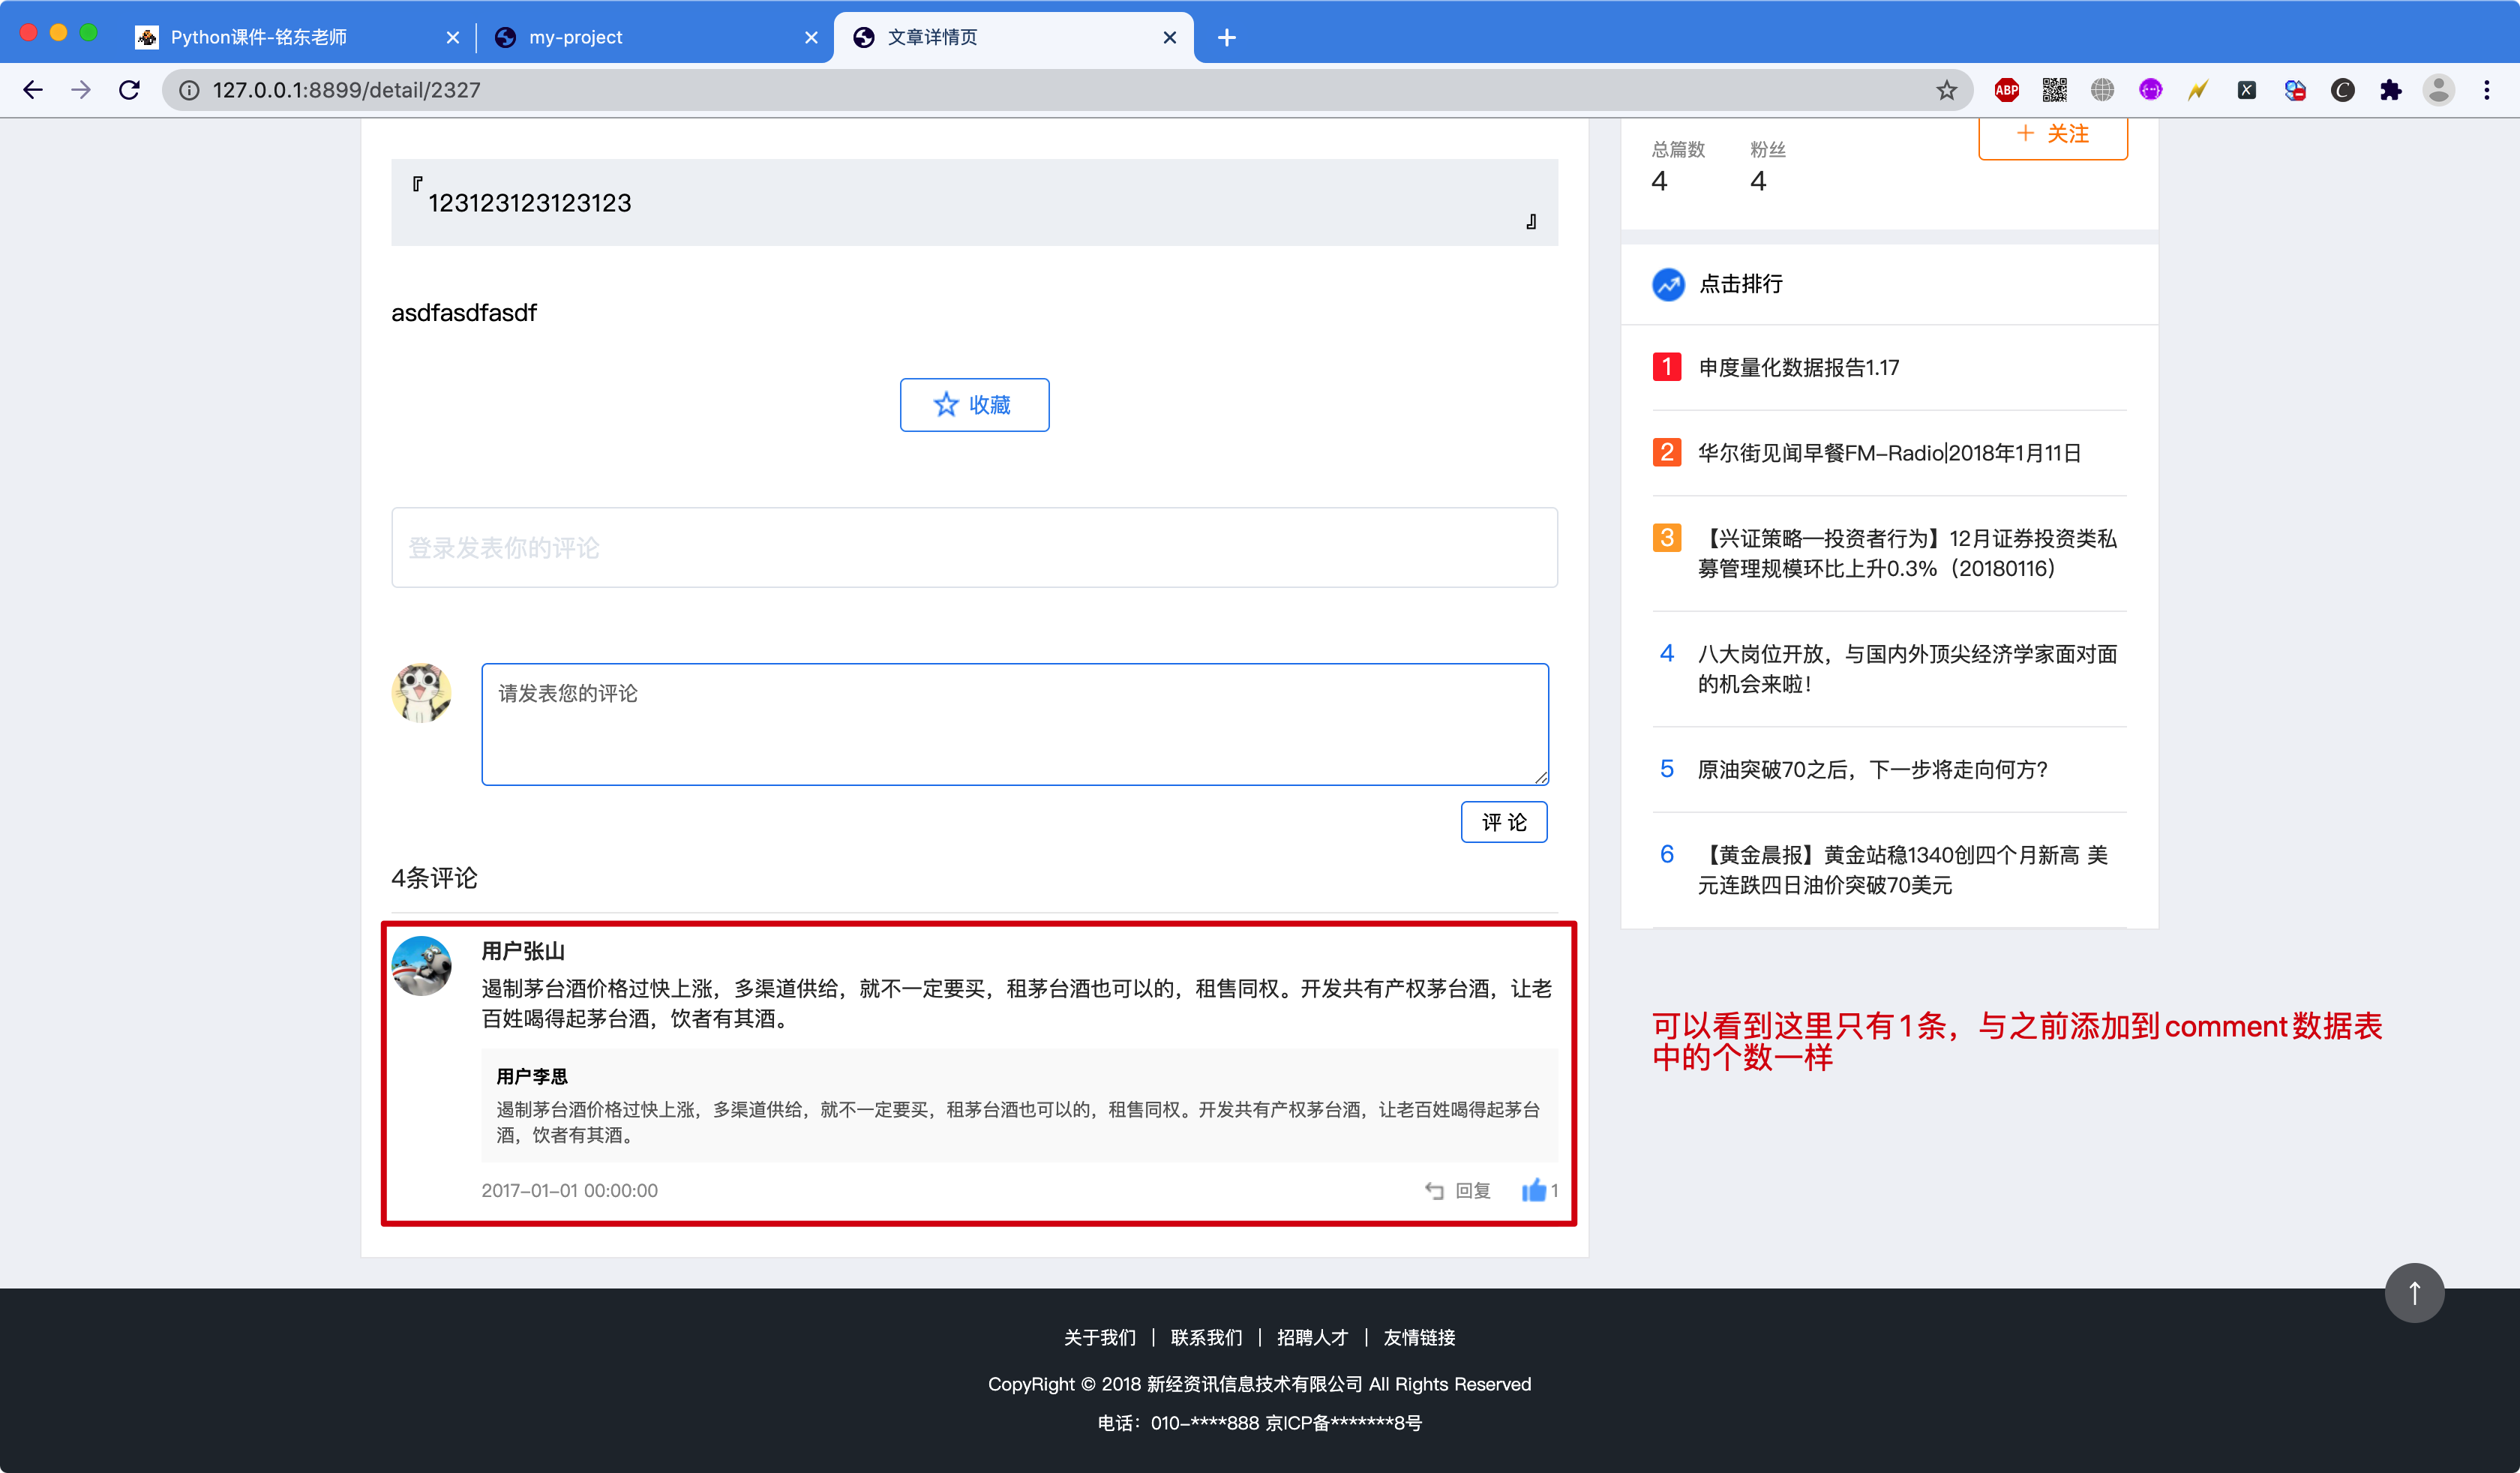 Python课件-铭东老师
my-project
文章详情页
127.0.0.1:8899/detail/2327
ABP
『
123123123123123
』
asdfasdfasdf
收藏
登录发表你的评论
请发表您的评论
评 论
4条评论
用户张山
遏制茅台酒价格过快上涨，多渠道供给，就不一定要买，租茅台酒也可以的，租售同权。开发共有产权茅台酒，让老
百姓喝得起茅台酒，饮者有其酒。
用户李思
遏制茅台酒价格过快上涨，多渠道供给，就不一定要买，租茅台酒也可以的，租售同权。开发共有产权茅台酒，让老百姓喝得起茅台
酒，饮者有其酒。
2017-01-01 00:00:00
回复
1
总篇数 粉丝
4 4
+ 关注
点击排行
1 申度量化数据报告1.17
2 华尔街见闻早餐FM-Radio|2018年1月11日
3 【兴证策略—投资者行为】12月证券投资类私
募管理规模环比上升0.3%（20180116）
4 八大岗位开放，与国内外顶尖经济学家面对面
的机会来啦！
5 原油突破70之后，下一步将走向何方?
6 【黄金晨报】黄金站稳1340创四个月新高 美
元连跌四日油价突破70美元
可以看到这里只有1条，与之前添加到comment数据表
中的个数一样
↑
关于我们 | 联系我们 | 招聘人才 | 友情链接
CopyRight © 2018 新经资讯信息技术有限公司 All Rights Reserved
电话：010-****888 京ICP备*******8号